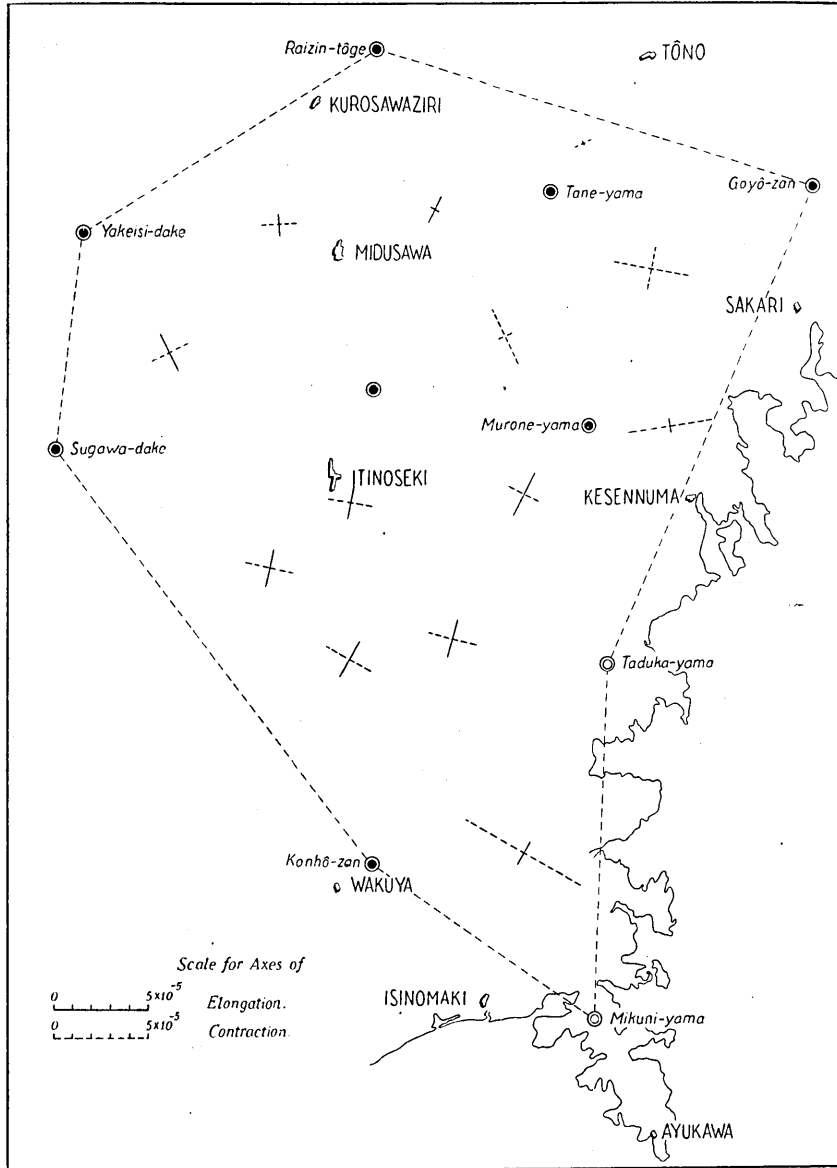 Raizin-tôge
TÔNO
KUROSAWAZIRI
Goyô-zan
Tane-yama
Yakeisi-dake
MIDUSAWA
SAKARI
Murone-yama
Sugawa-dake
ITINOSEKI
KESENNUMA
Taduka-yama
Konhô-zan
WAKUYA
Scale for Axes of
0 5×10⁻⁵ Elongation.
0 5×10⁻⁵ Contraction.
ISINOMAKI
Mikuni-yama
AYUKAWA